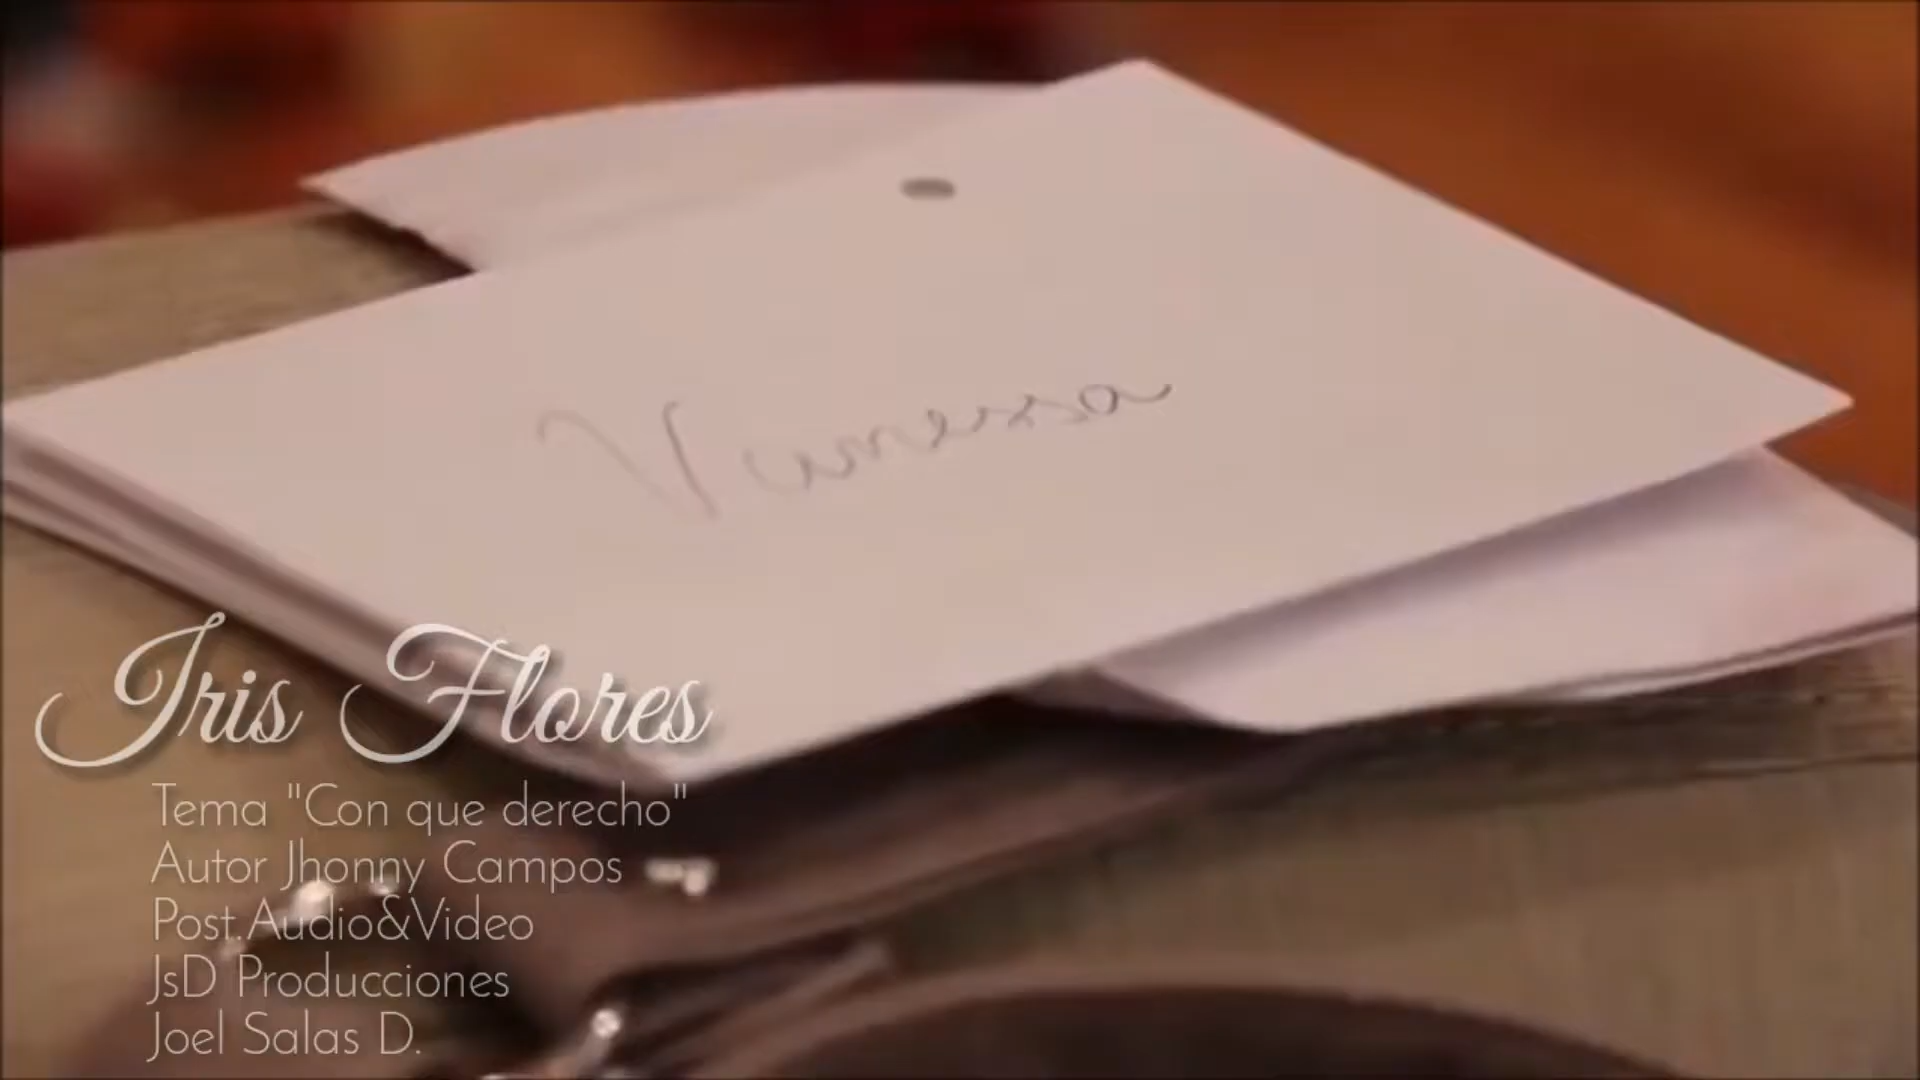 Vanessa
Iris Flores
Tema "Con que derecho"
Autor Jhonny Campos
Post.Audio&Video
JsD Producciones
Joel Salas D.